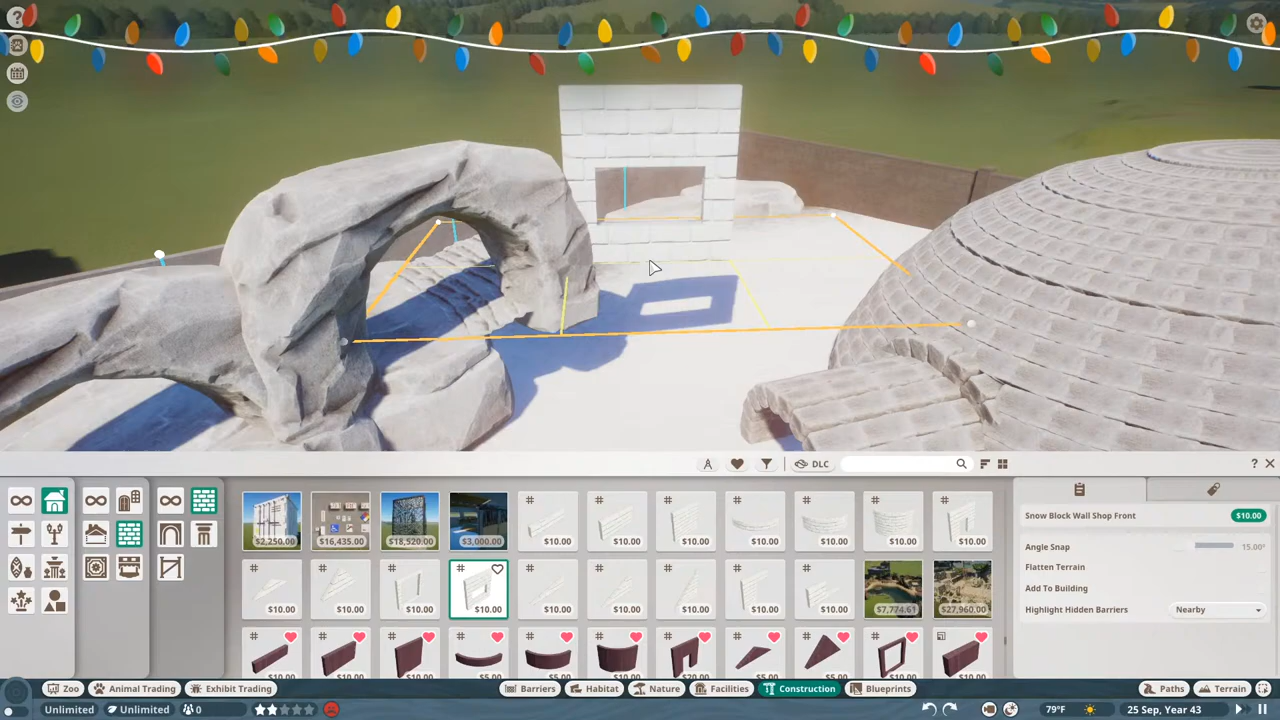 ?
DLC
? ×
$2,250.00 $16,435.00 $18,520.00 $3,000.00 $10.00 $10.00 $10.00 $10.00 $10.00 $10.00 $10.00
$10.00 $10.00 $10.00 $10.00 $10.00 $10.00 $10.00 $10.00 $10.00 $7,774.61 $27,960.00
Snow Block Wall Shop Front $10.00
Angle Snap 15.00°
Flatten Terrain
Add To Building
Highlight Hidden Barriers Nearby
Zoo Animal Trading Exhibit Trading Barriers Habitat Nature Facilities Construction Blueprints Paths Terrain
Unlimited Unlimited 0 79°F 25 Sep, Year 43